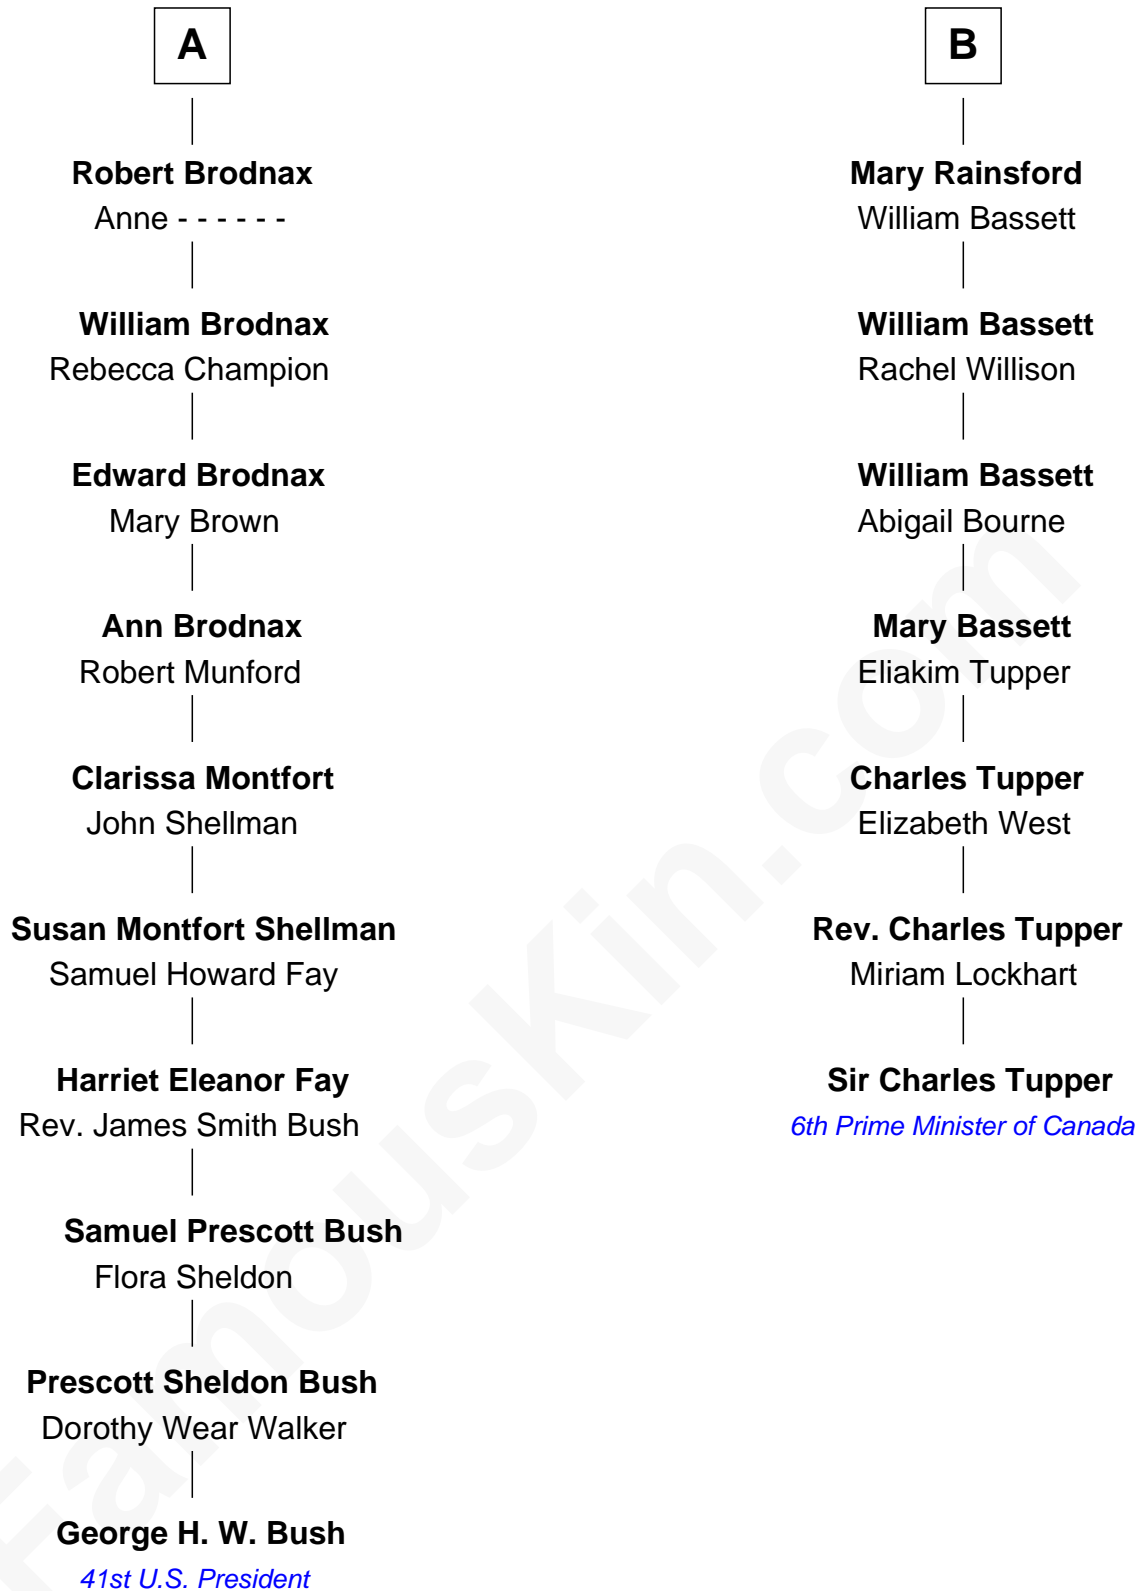 A
Robert Brodnax
Anne - - - - - -
William Brodnax
Rebecca Champion
Edward Brodnax
Mary Brown
Ann Brodnax
Robert Munford
Clarissa Montfort
John Shellman
Susan Montfort Shellman
Samuel Howard Fay
Harriet Eleanor Fay
Rev. James Smith Bush
Samuel Prescott Bush
Flora Sheldon
Prescott Sheldon Bush
Dorothy Wear Walker
George H. W. Bush
41st U.S. President
B
Mary Rainsford
William Bassett
William Bassett
Rachel Willison
William Bassett
Abigail Bourne
Mary Bassett
Eliakim Tupper
Charles Tupper
Elizabeth West
Rev. Charles Tupper
Miriam Lockhart
Sir Charles Tupper
6th Prime Minister of Canada
FamousKin.com